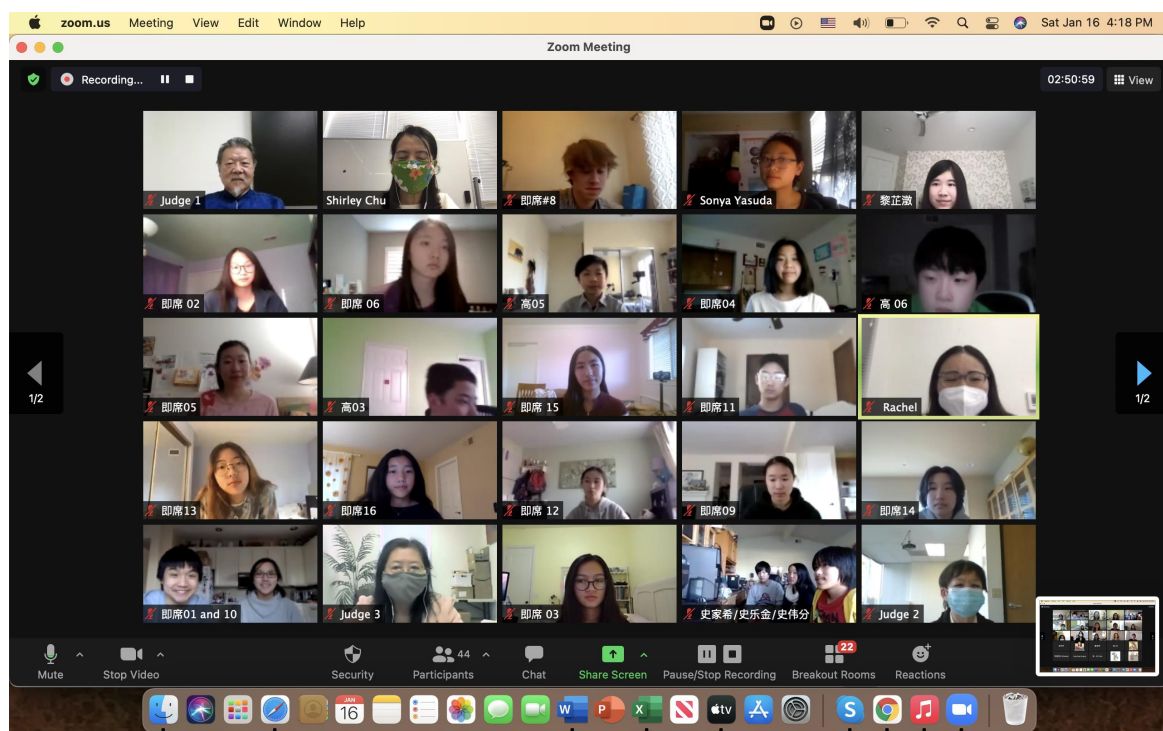 zoom.us Meeting View Edit Window Help Sat Jan 16 4:18 PM
Zoom Meeting
Recording... 02:50:59 View
Judge 1 Shirley Chu 即席#8 Sonya Yasuda 黎芷澂
即席 02 即席 06 高05 即席04 高 06
1/2 1/2
即席05 高03 即席 15 即席11 Rachel
即席13 即席16 即席 12 即席09 即席14
即席01 and 10 Judge 3 即席 03 史家希/史乐金/史伟分 Judge 2
44 22
Mute Stop Video Security Participants Chat Share Screen Pause/Stop Recording Breakout Rooms Reactions
JAN
16 W P X tv S